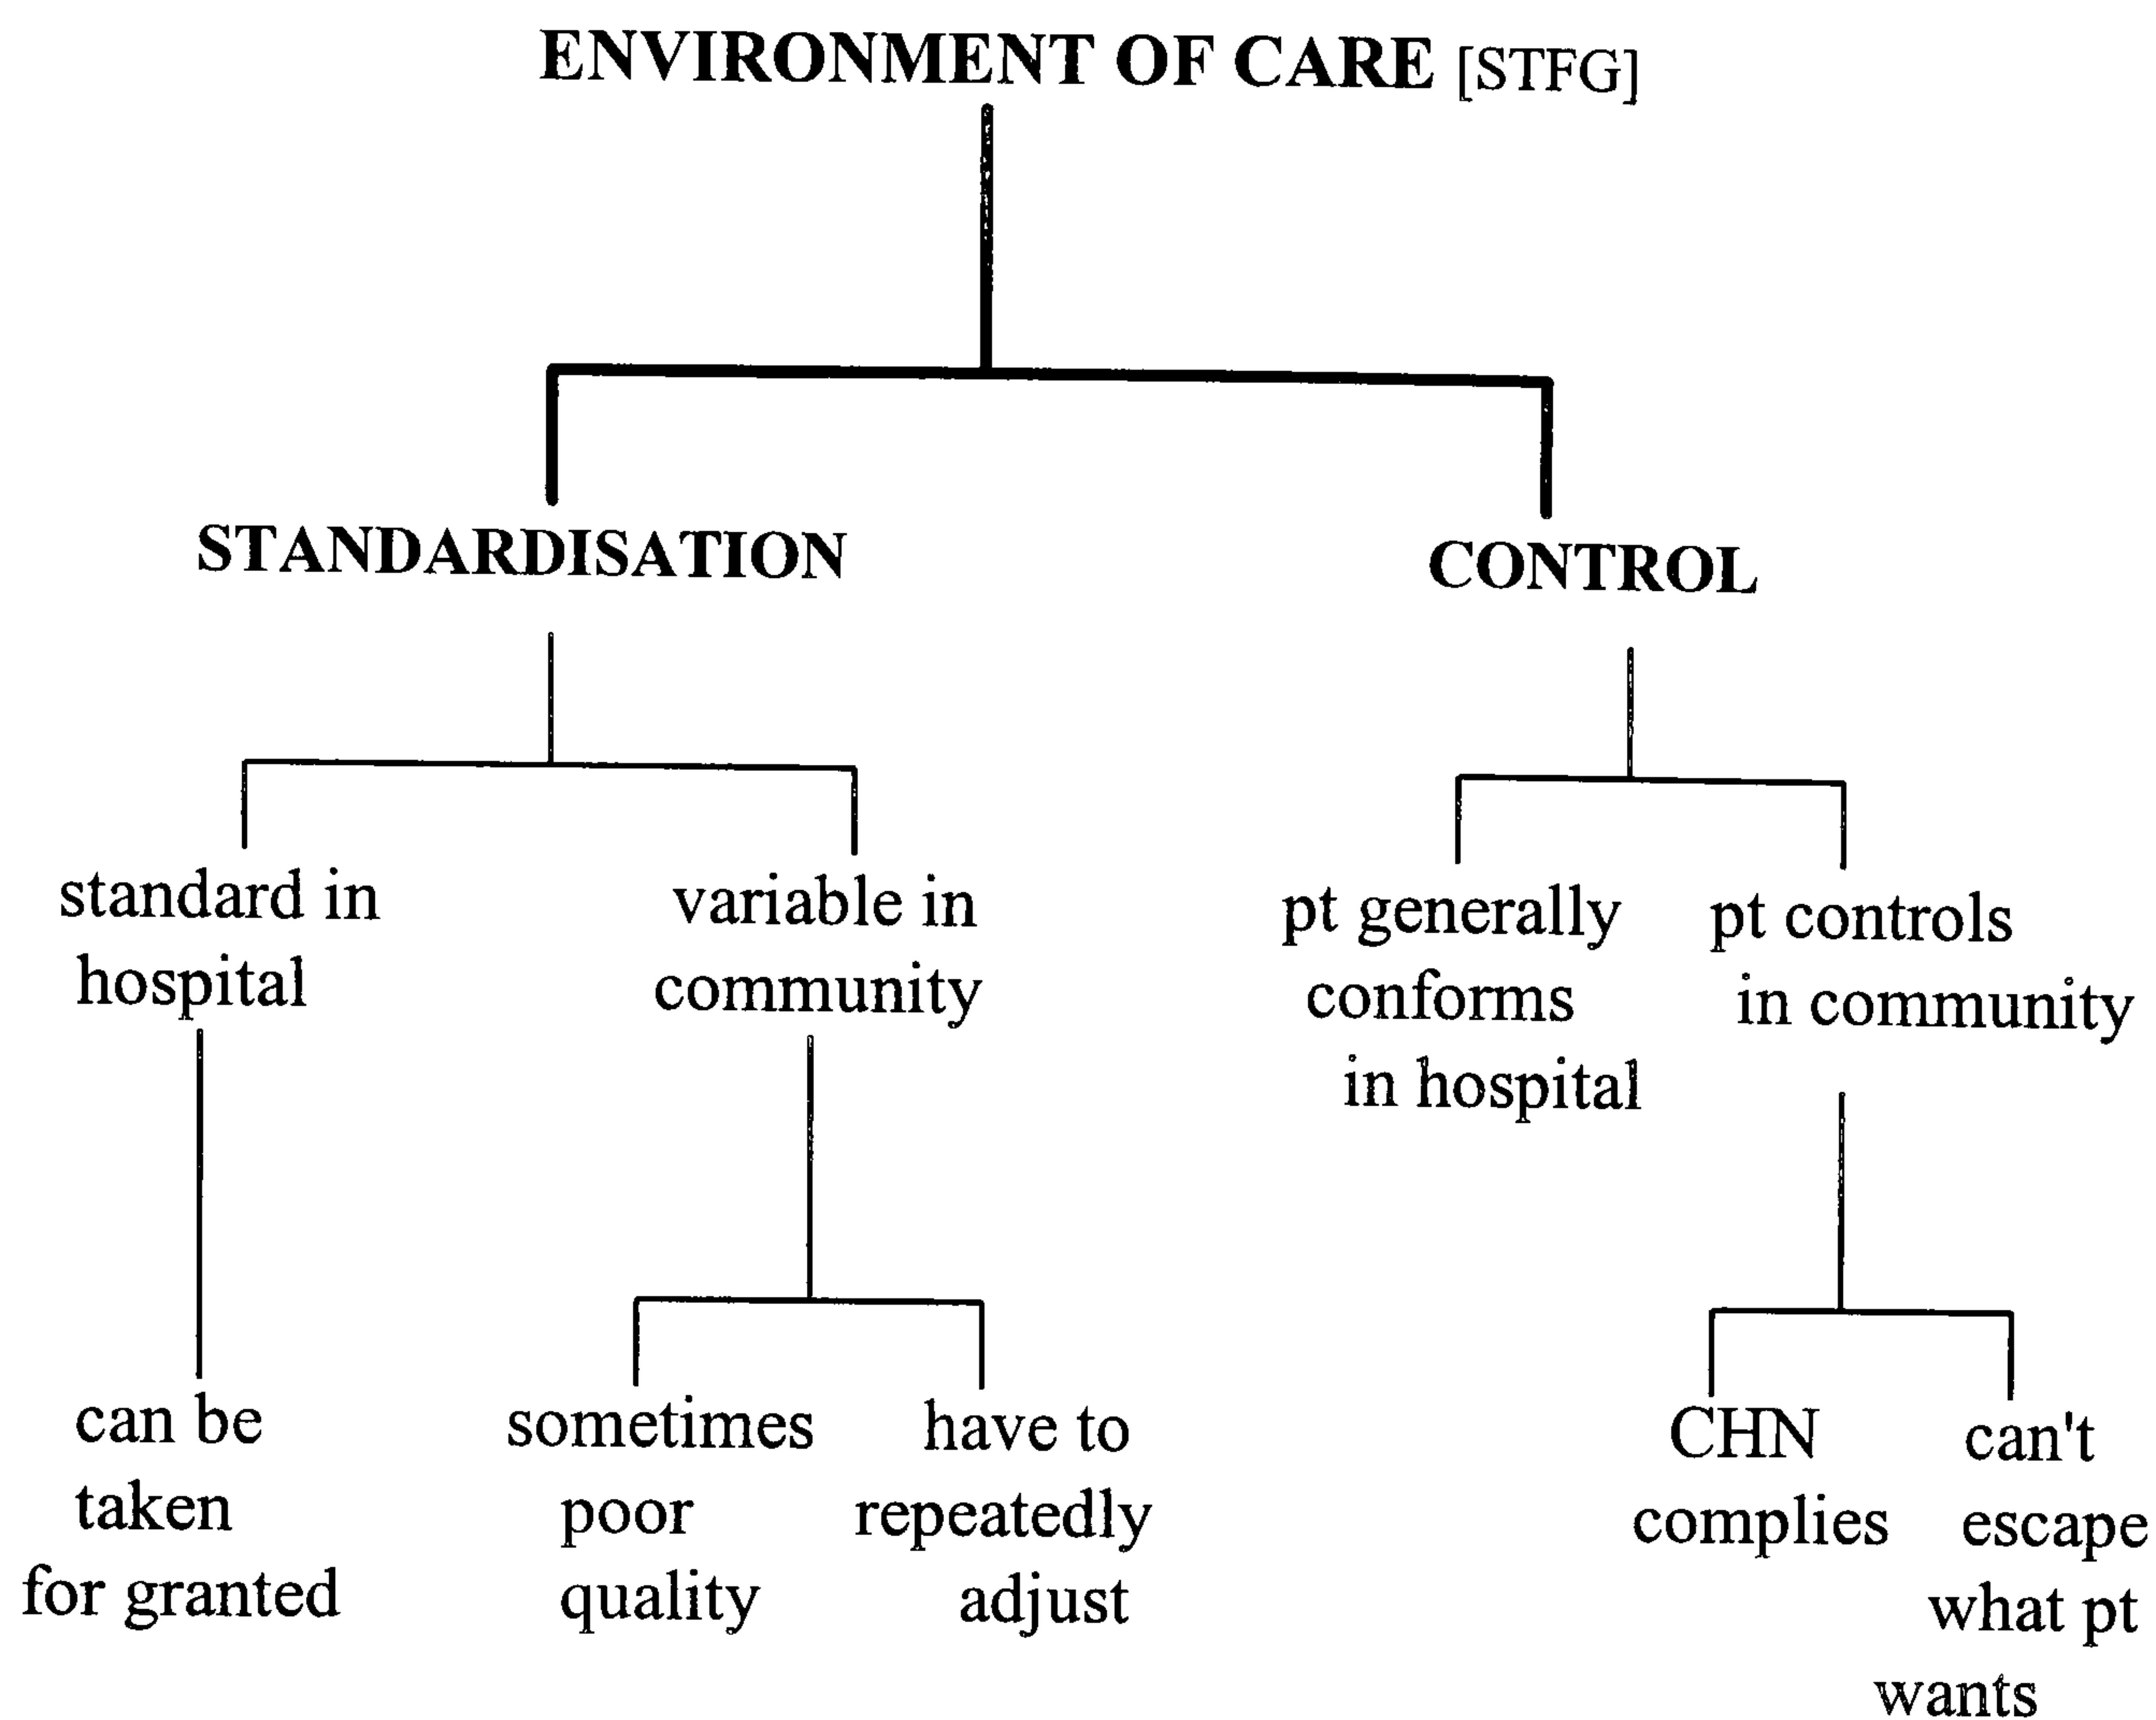 ENVIRONMENT OF CARE [STFG]
STANDARDISATION
CONTROL
standard in
hospital
variable in
community
pt generally
conforms
in hospital
pt controls
in community
can be
taken
for granted
sometimes
poor
quality
have to
repeatedly
adjust
CHN
complies
can't
escape
what pt
wants